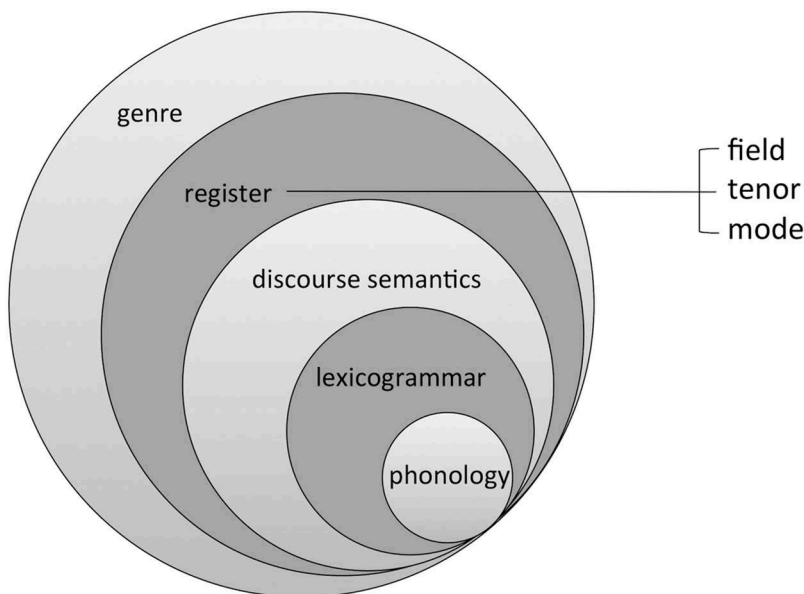 genre
register
field
tenor
mode
discourse semantics
lexicogrammar
phonology